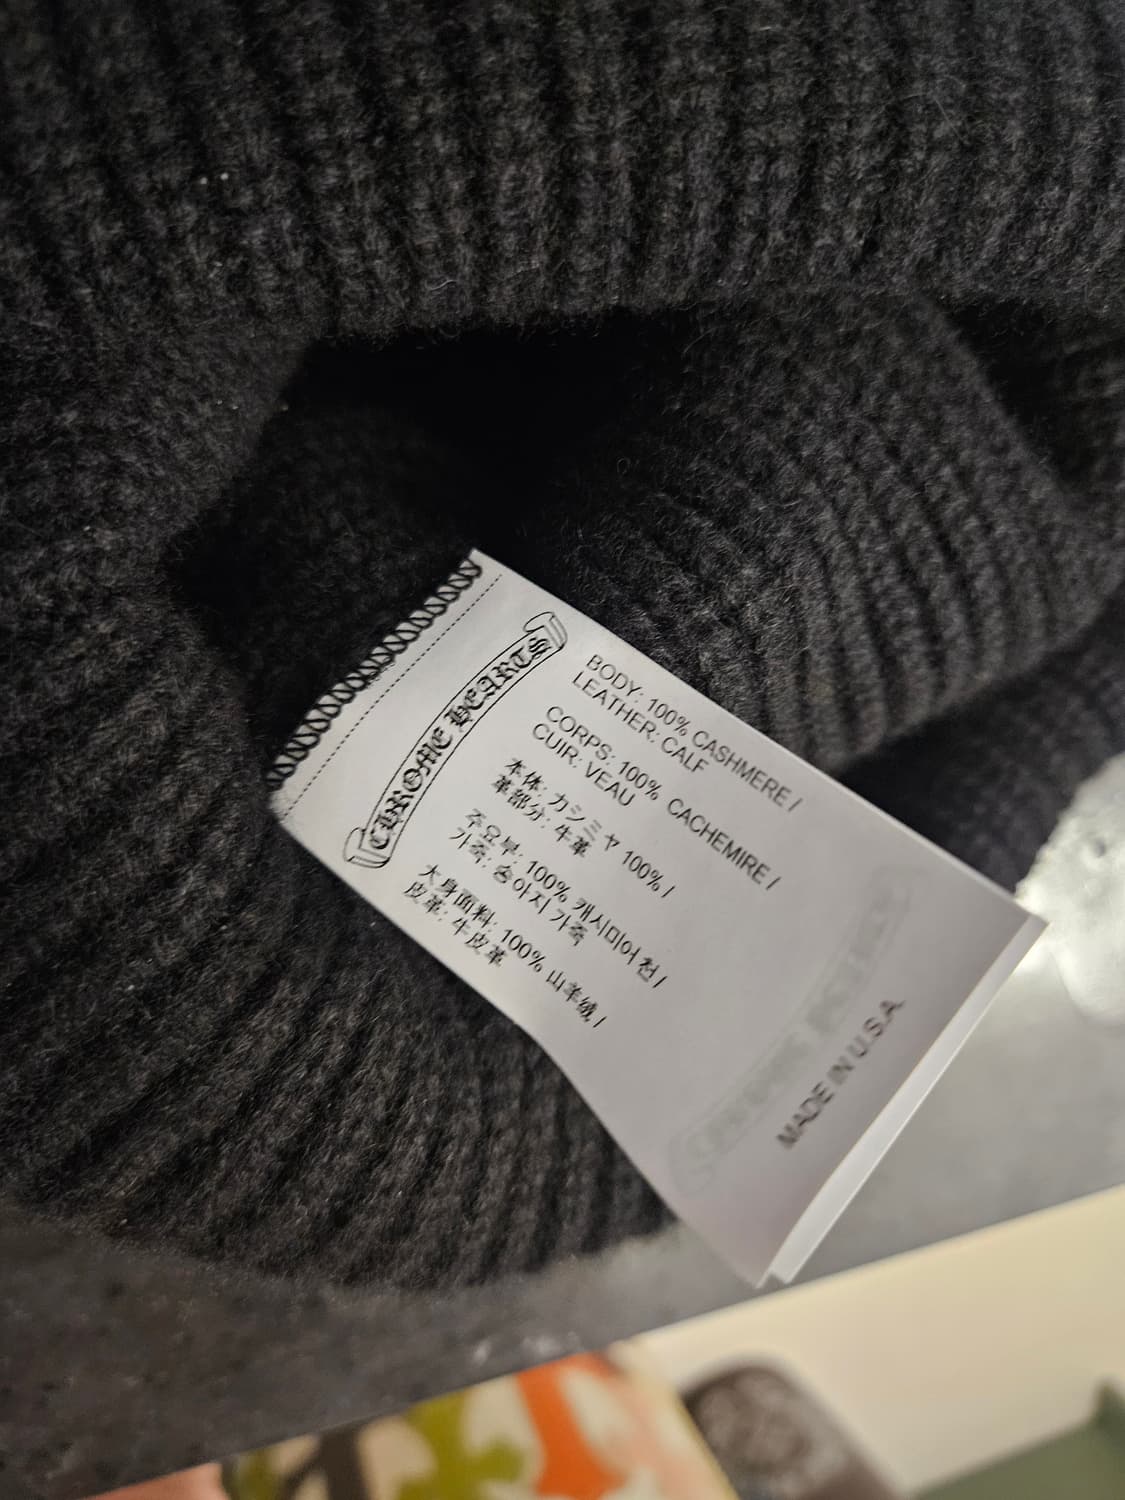 CHROME HEARTS
BODY: 100% CASHMERE /
LEATHER: CALF
CORPS: 100% CACHEMIRE /
CUIR: VEAU
本体: カシミヤ 100% /
革部分: 牛革
주요부: 100% 캐시미어 천 /
가죽: 송아지 가죽
大身面料: 100% 山羊绒 /
皮革: 牛皮革
MADE IN U.S.A.